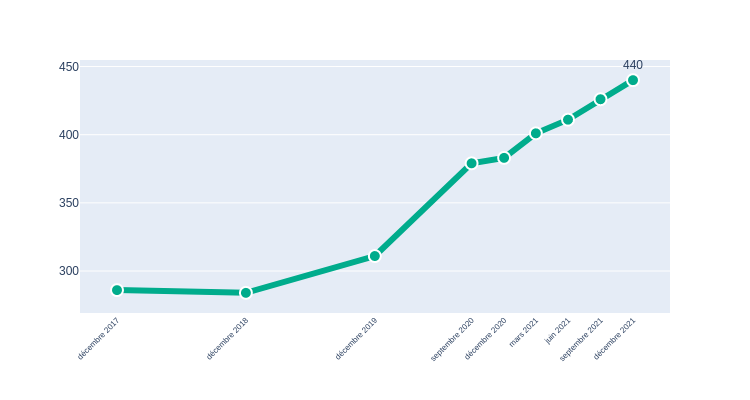 440
450
400
350
300
décembre 2017
décembre 2018
décembre 2019
septembre 2020
décembre 2020
mars 2021
juin 2021
septembre 2021
décembre 2021